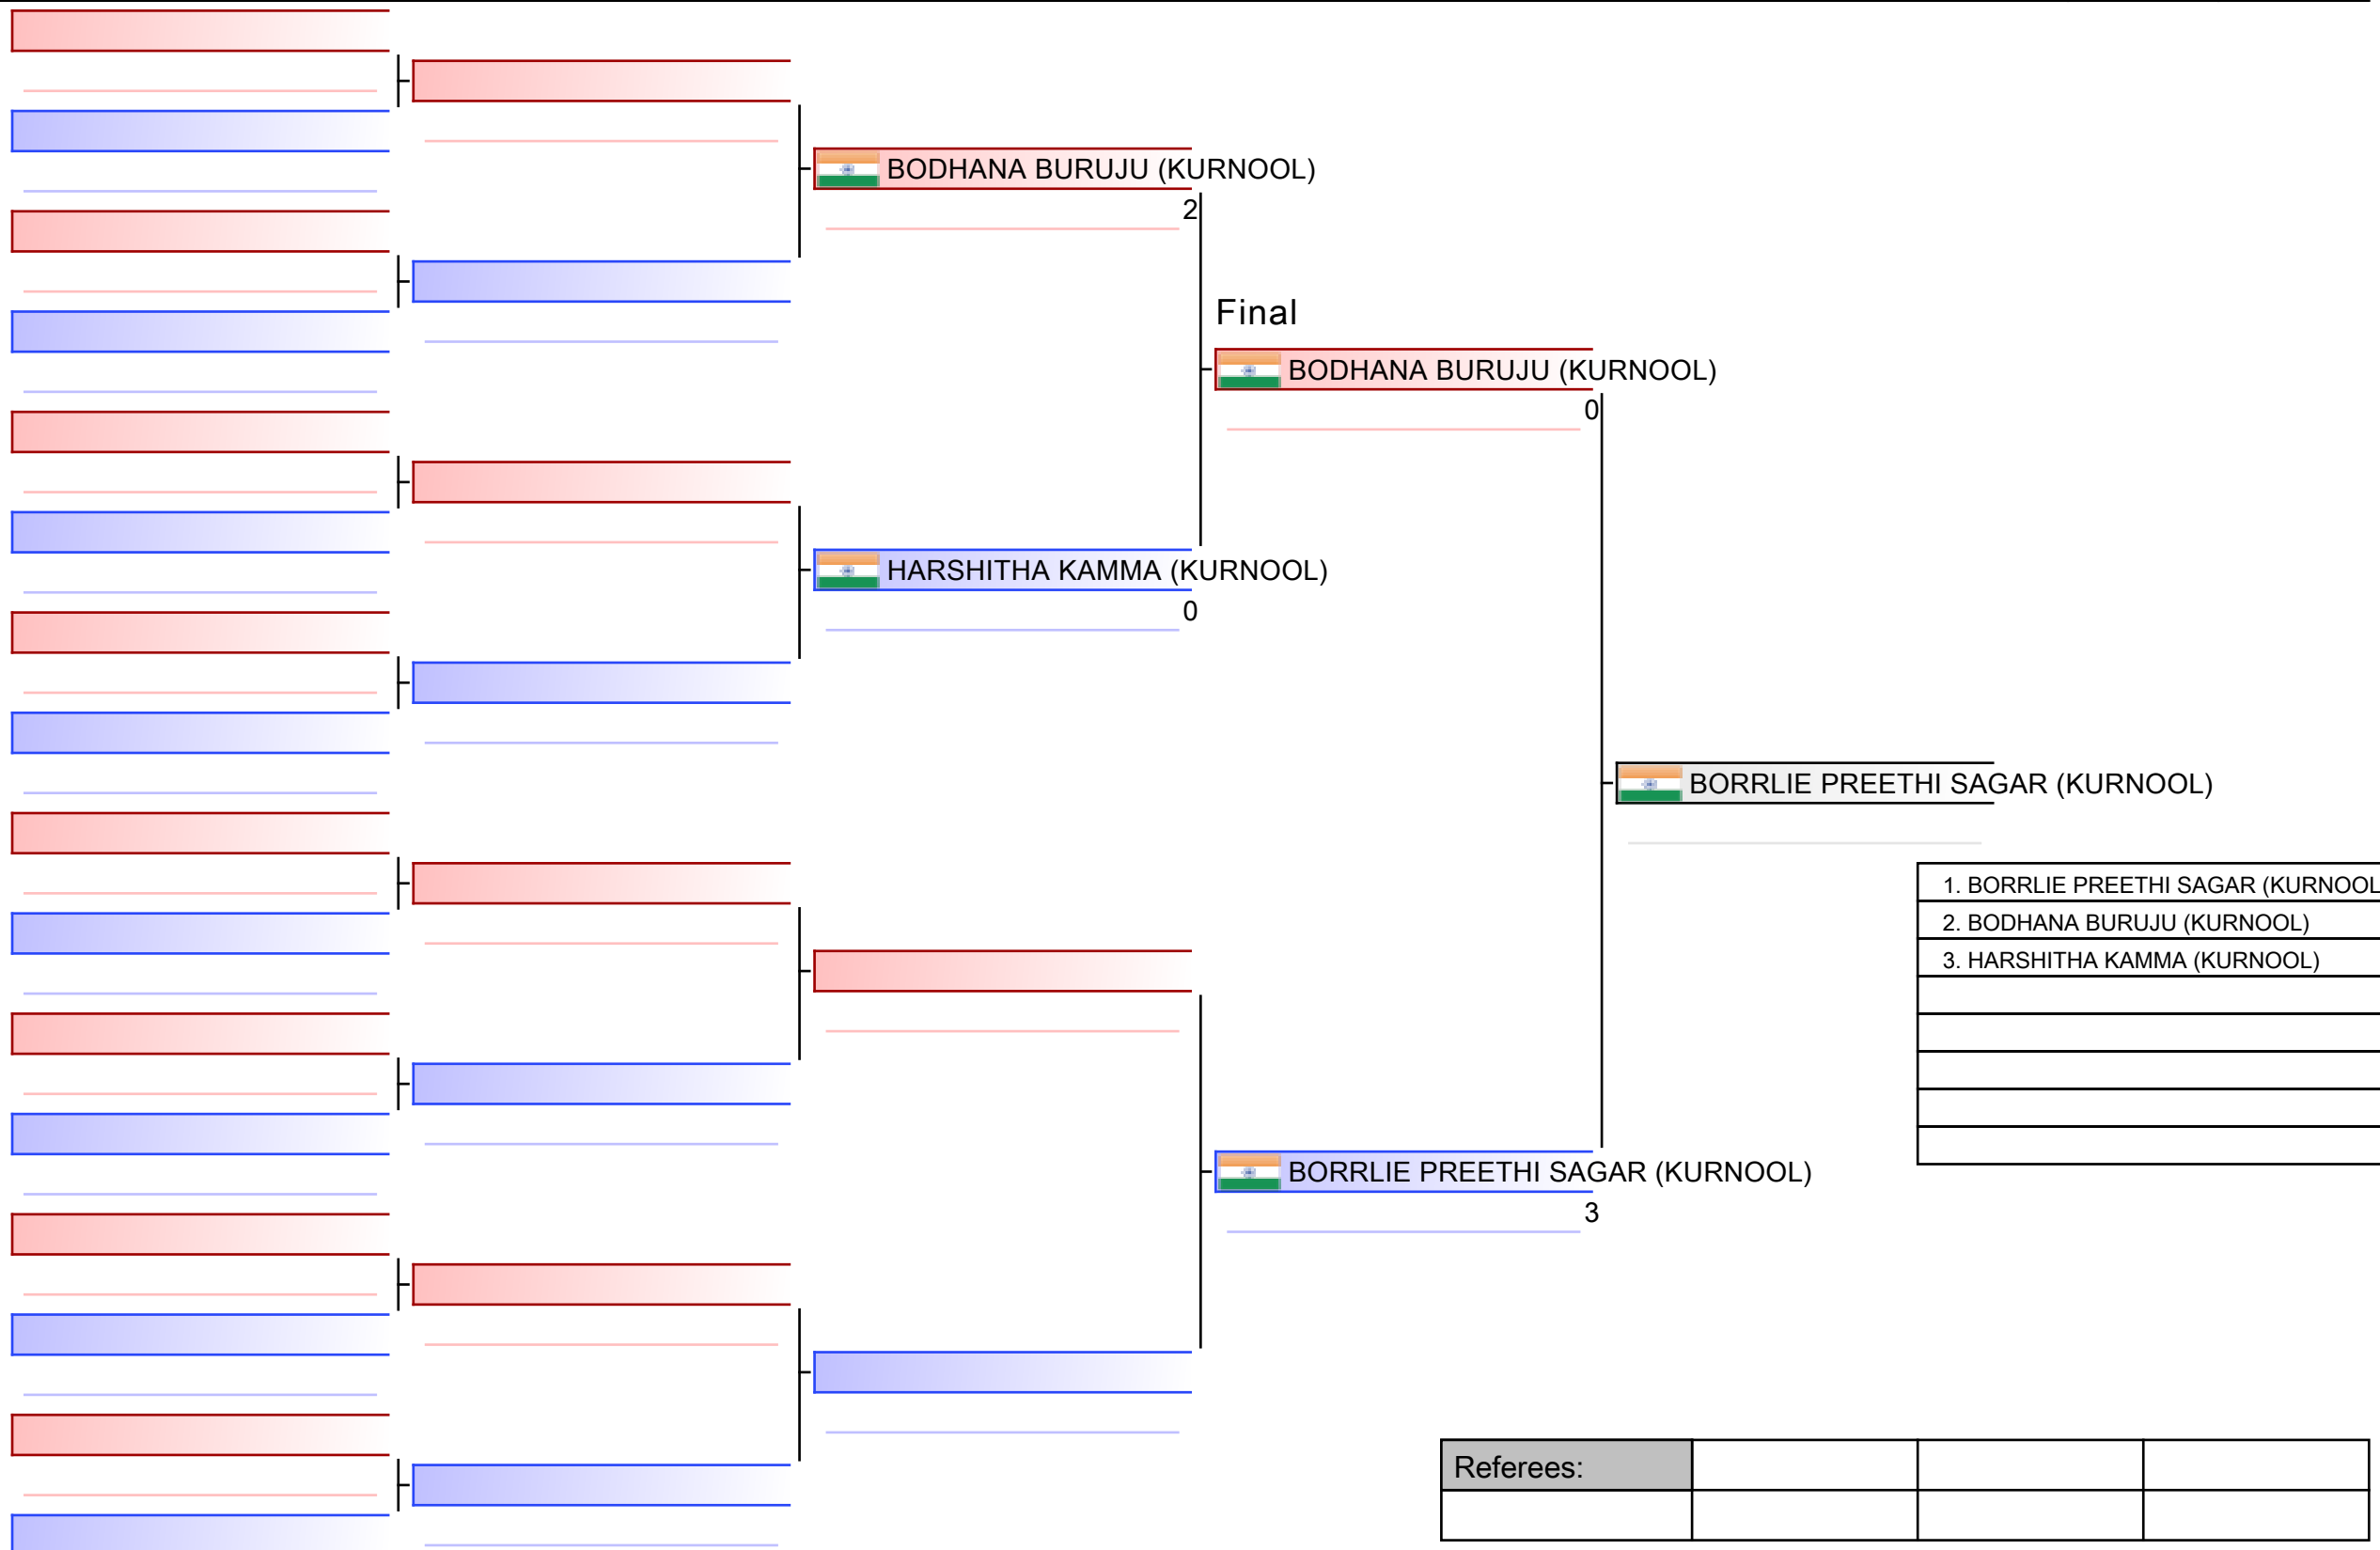 BODHANA BURUJU (KURNOOL)
2
Final
BODHANA BURUJU (KURNOOL)
0
HARSHITHA KAMMA (KURNOOL)
0
BORRLIE PREETHI SAGAR (KURNOOL)
1. BORRLIE PREETHI SAGAR (KURNOOL
2. BODHANA BURUJU (KURNOOL)
3. HARSHITHA KAMMA (KURNOOL)
BORRLIE PREETHI SAGAR (KURNOOL)
3
Referees: